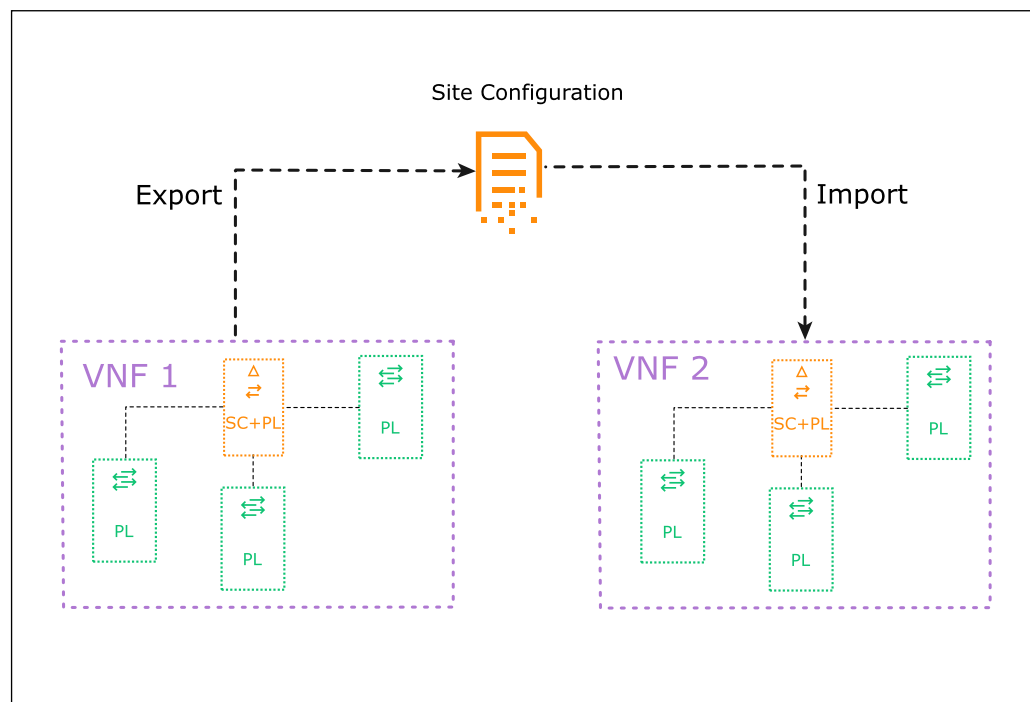 Site Configuration
Export
Import
VNF 1
SC+PL
PL
PL
PL
VNF 2
SC+PL
PL
PL
PL